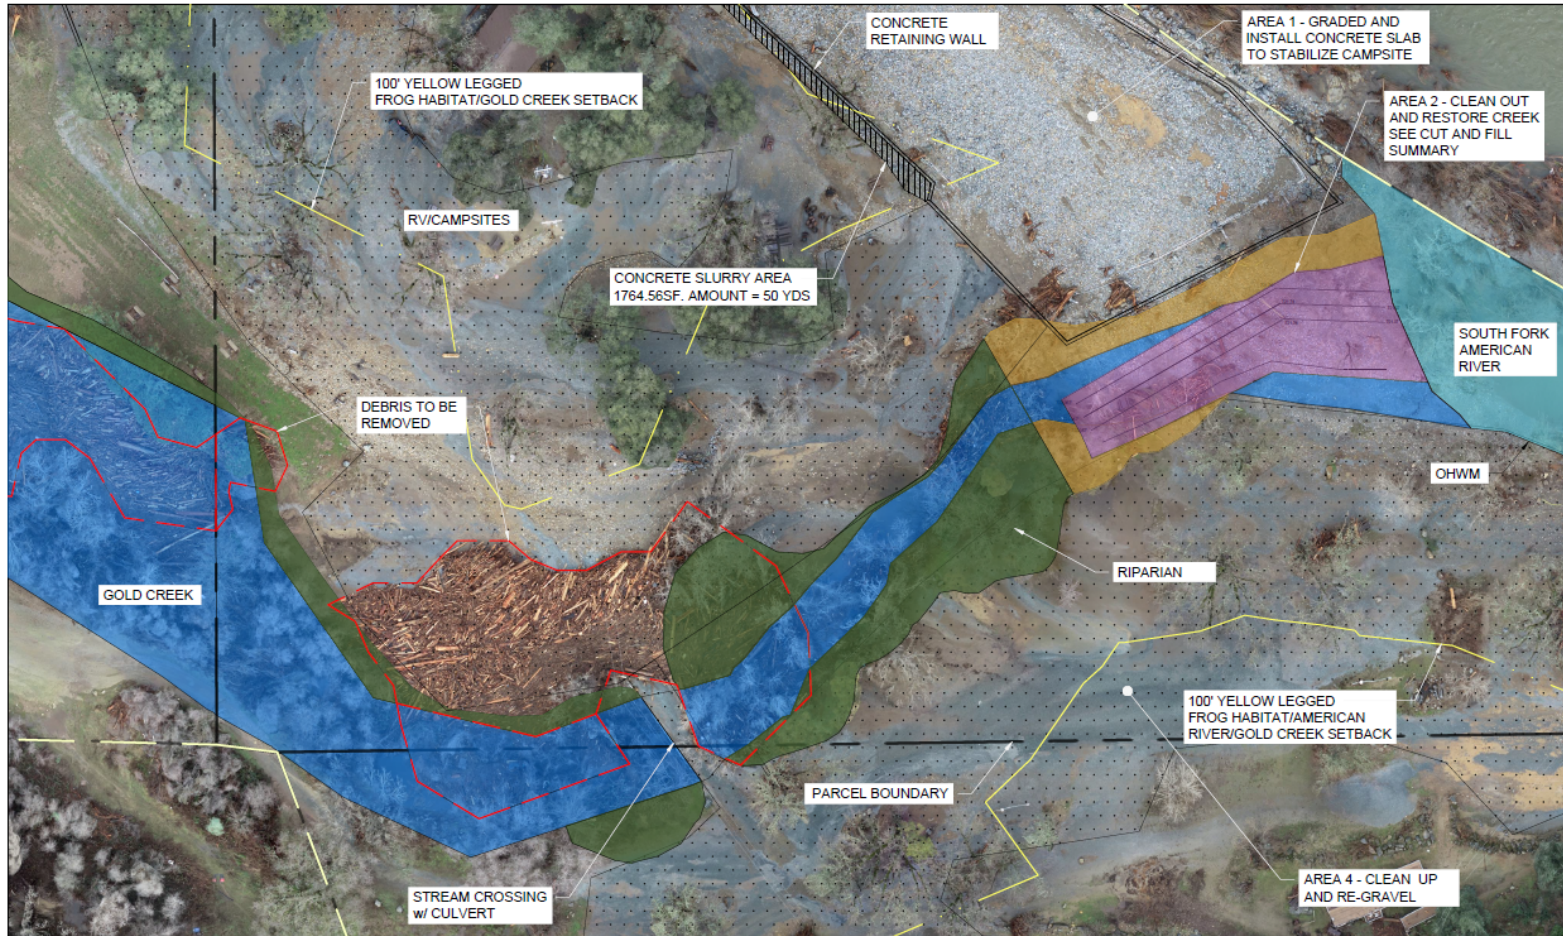 CONCRETE
RETAINING WALL
AREA 1 - GRADED AND
INSTALL CONCRETE SLAB
TO STABILIZE CAMPSITE
100' YELLOW LEGGED
FROG HABITAT/GOLD CREEK SETBACK
AREA 2 - CLEAN OUT
AND RESTORE CREEK
SEE CUT AND FILL
SUMMARY
RV/CAMPSITES
CONCRETE SLURRY AREA
1764.56SF. AMOUNT = 50 YDS
SOUTH FORK
AMERICAN
RIVER
DEBRIS TO BE
REMOVED
OHWM
RIPARIAN
GOLD CREEK
100' YELLOW LEGGED
FROG HABITAT/AMERICAN
RIVER/GOLD CREEK SETBACK
PARCEL BOUNDARY
STREAM CROSSING
w/ CULVERT
AREA 4 - CLEAN UP
AND RE-GRAVEL